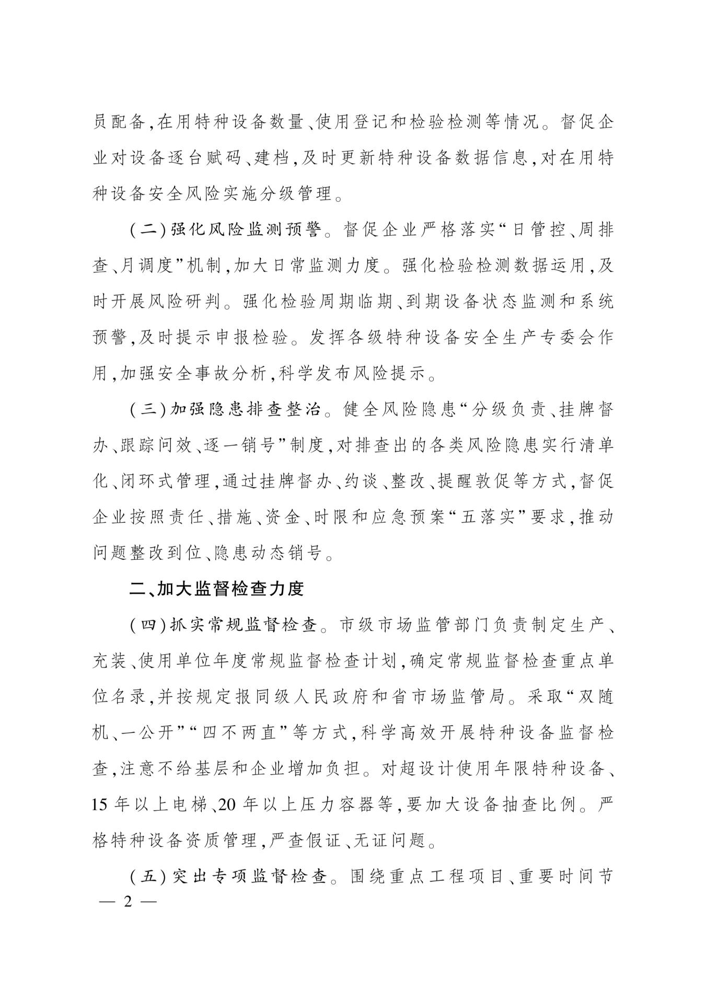 员配备,在用特种设备数量、使用登记和检验检测等情况。督促企
业对设备逐台赋码、建档,及时更新特种设备数据信息,对在用特
种设备安全风险实施分级管理。
(二)强化风险监测预警。督促企业严格落实“日管控、周排
查、月调度”机制,加大日常监测力度。强化检验检测数据运用,及
时开展风险研判。强化检验周期临期、到期设备状态监测和系统
预警,及时提示申报检验。发挥各级特种设备安全生产专委会作
用,加强安全事故分析,科学发布风险提示。
(三)加强隐患排查整治。健全风险隐患“分级负责、挂牌督
办、跟踪问效、逐一销号”制度,对排查出的各类风险隐患实行清单
化、闭环式管理,通过挂牌督办、约谈、整改、提醒敦促等方式,督促
企业按照责任、措施、资金、时限和应急预案“五落实”要求,推动
问题整改到位、隐患动态销号。
二、加大监督检查力度
(四)抓实常规监督检查。市级市场监管部门负责制定生产、
充装、使用单位年度常规监督检查计划,确定常规监督检查重点单
位名录,并按规定报同级人民政府和省市场监管局。采取“双随
机、一公开”“四不两直”等方式,科学高效开展特种设备监督检
查,注意不给基层和企业增加负担。对超设计使用年限特种设备、
15 年以上电梯、20 年以上压力容器等,要加大设备抽查比例。严
格特种设备资质管理,严查假证、无证问题。
(五)突出专项监督检查。围绕重点工程项目、重要时间节
— 2 —